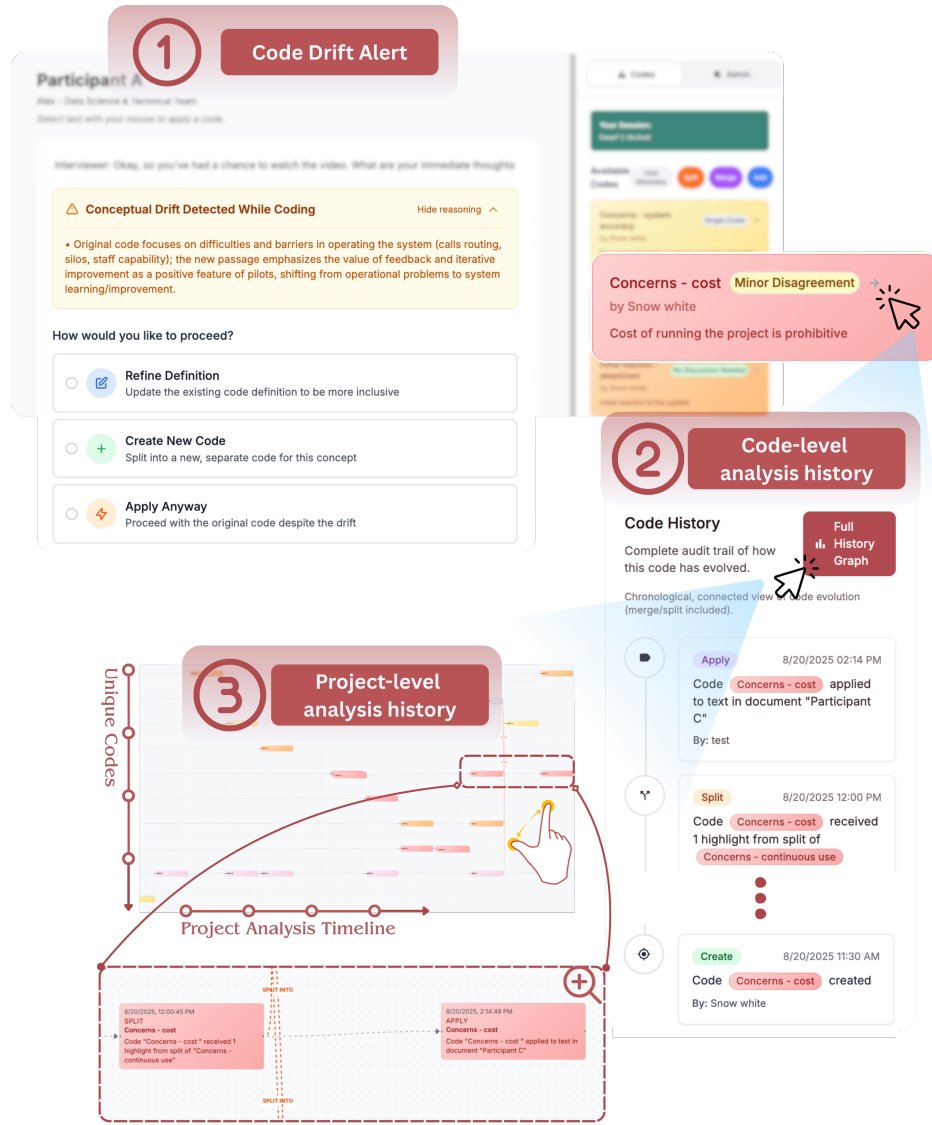 1
Code Drift Alert
Participant A
Alex - Data Science & Technical Team
Select text with your mouse to apply a code.
Interviewer: Okay, so you've had a chance to watch the video. What are your immediate thoughts
Conceptual Drift Detected While Coding
Hide reasoning
• Original code focuses on difficulties and barriers in operating the system (calls routing,
silos, staff capability); the new passage emphasizes the value of feedback and iterative
improvement as a positive feature of pilots, shifting from operational problems to system
learning/improvement.
How would you like to proceed?
Refine Definition
Update the existing code definition to be more inclusive
Create New Code
Split into a new, separate code for this concept
Apply Anyway
Proceed with the original code despite the drift
Codes
Admin
Your Session:
Available
Codes
Hide
Metadata
Split
Merge
Add
Concerns - system
accuracy
Single Coder
by Snow white
Concerns - cost
Minor Disagreement
by Snow white
Cost of running the project is prohibitive
Initial reaction -
skepticism
No Discussion Needed
by Snow white
Initial reaction to the system
2
Code-level
analysis history
Code History
Full
History
Graph
Complete audit trail of how
this code has evolved.
Chronological, connected view of code evolution
(merge/split included).
Apply
8/20/2025 02:14 PM
Code Concerns - cost applied
to text in document "Participant
C"
By: test
Split
8/20/2025 12:00 PM
Code Concerns - cost received
1 highlight from split of
Concerns - continuous use
Create
8/20/2025 11:30 AM
Code Concerns - cost created
By: Snow white
3
Project-level
analysis history
Unique Codes
Project Analysis Timeline
SPLIT INTO
8/20/2025, 12:00:45 PM
SPLIT
Concerns - cost
Code "Concerns - cost " received 1
highlight from split of "Concerns -
continuous use"
8/20/2025, 2:14:49 PM
APPLY
Concerns - cost
Code "Concerns - cost " applied to text in
document "Participant C"
SPLIT INTO